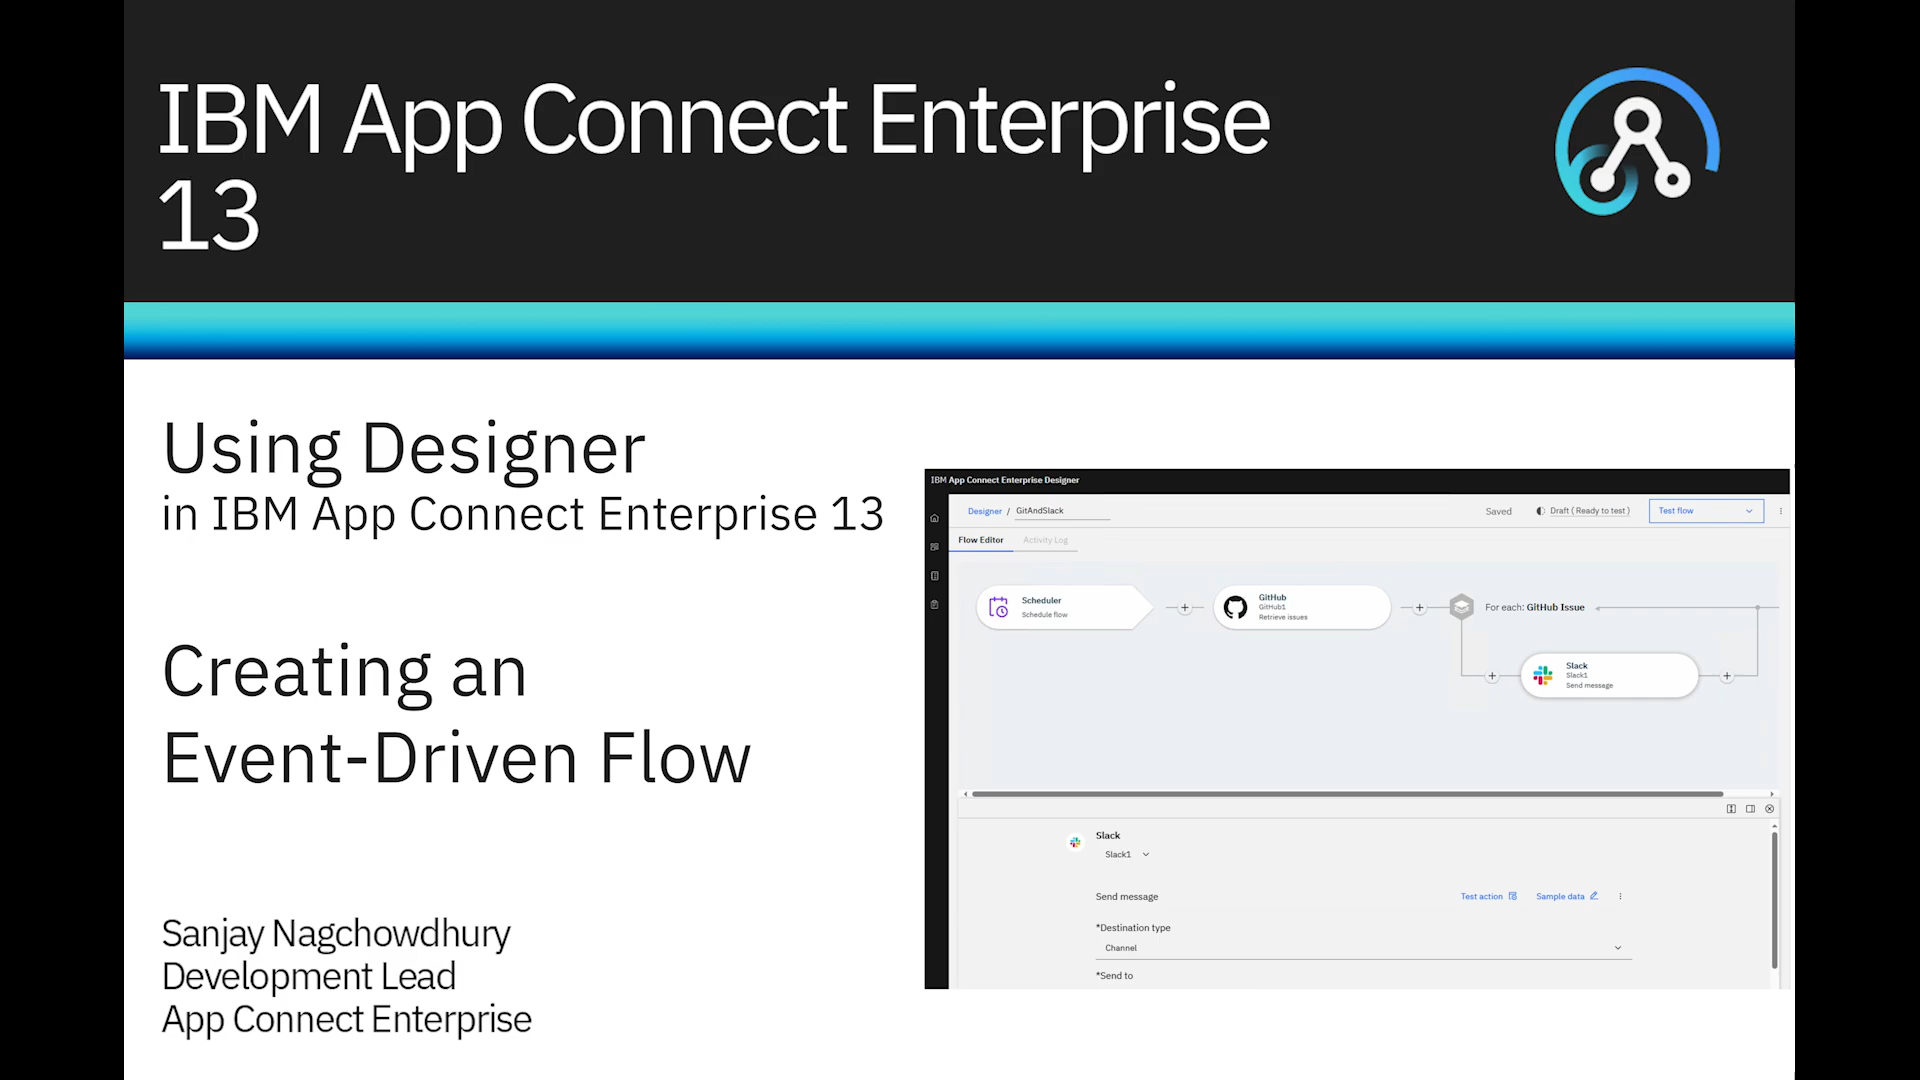 IBM App Connect Enterprise
13
Using Designer
in IBM App Connect Enterprise 13
Creating an
Event-Driven Flow
Sanjay Nagchowdhury
Development Lead
App Connect Enterprise
IBM App Connect Enterprise Designer
Designer / GitAndSlack
Saved
Draft ( Ready to test )
Test flow
Flow Editor
Activity Log
Scheduler
Schedule flow
GitHub
GitHub1
Retrieve issues
For each: GitHub Issue
Slack
Slack1
Send message
Slack
Slack1
Send message
Test action
Sample data
*Destination type
Channel
*Send to